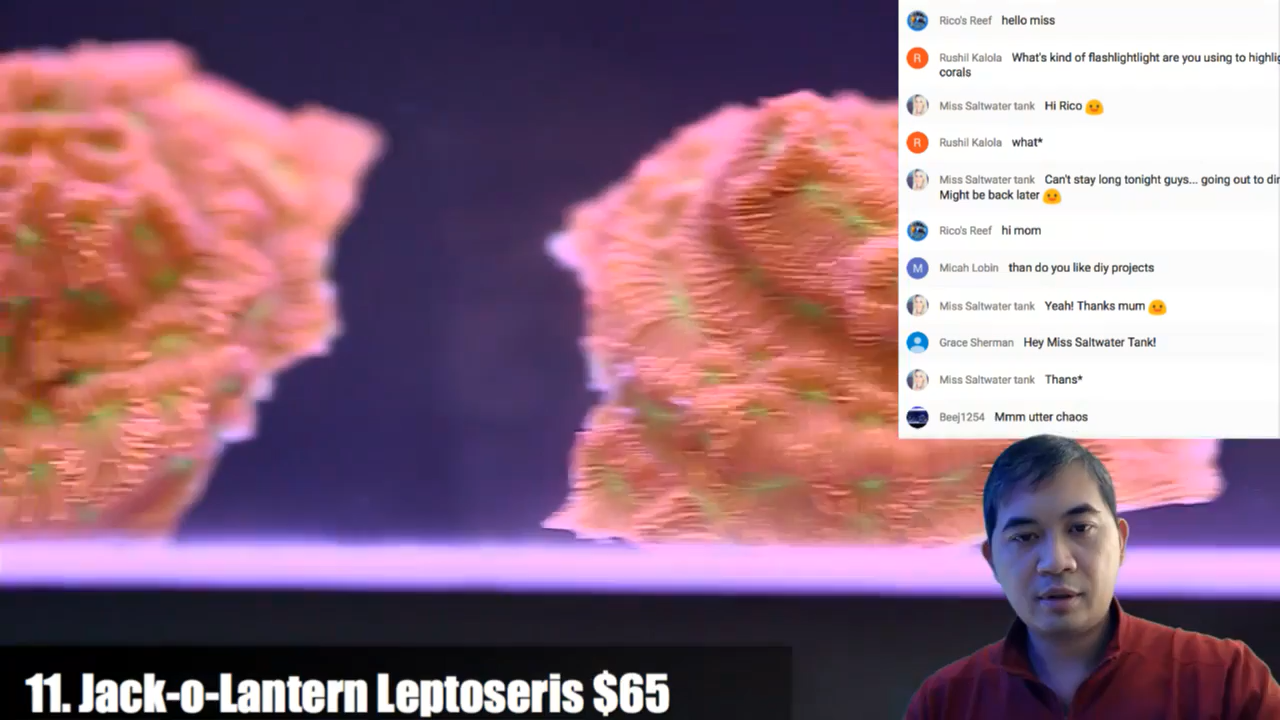 Rico's Reef hello miss
R Rushil Kalola What's kind of flashlightlight are you using to
corals
Miss Saltwater tank Hi Rico
R Rushil Kalola what*
Miss Saltwater tank Can't stay long tonight guys... going out to
Might be back later
Rico's Reef hi mom
M Micah Lobin than do you like diy projects
Miss Saltwater tank Yeah! Thanks mum
Grace Sherman Hey Miss Saltwater Tank!
Miss Saltwater tank Thans*
Beej1254 Mmm utter chaos
11. Jack-o-Lantern Leptoseris $65